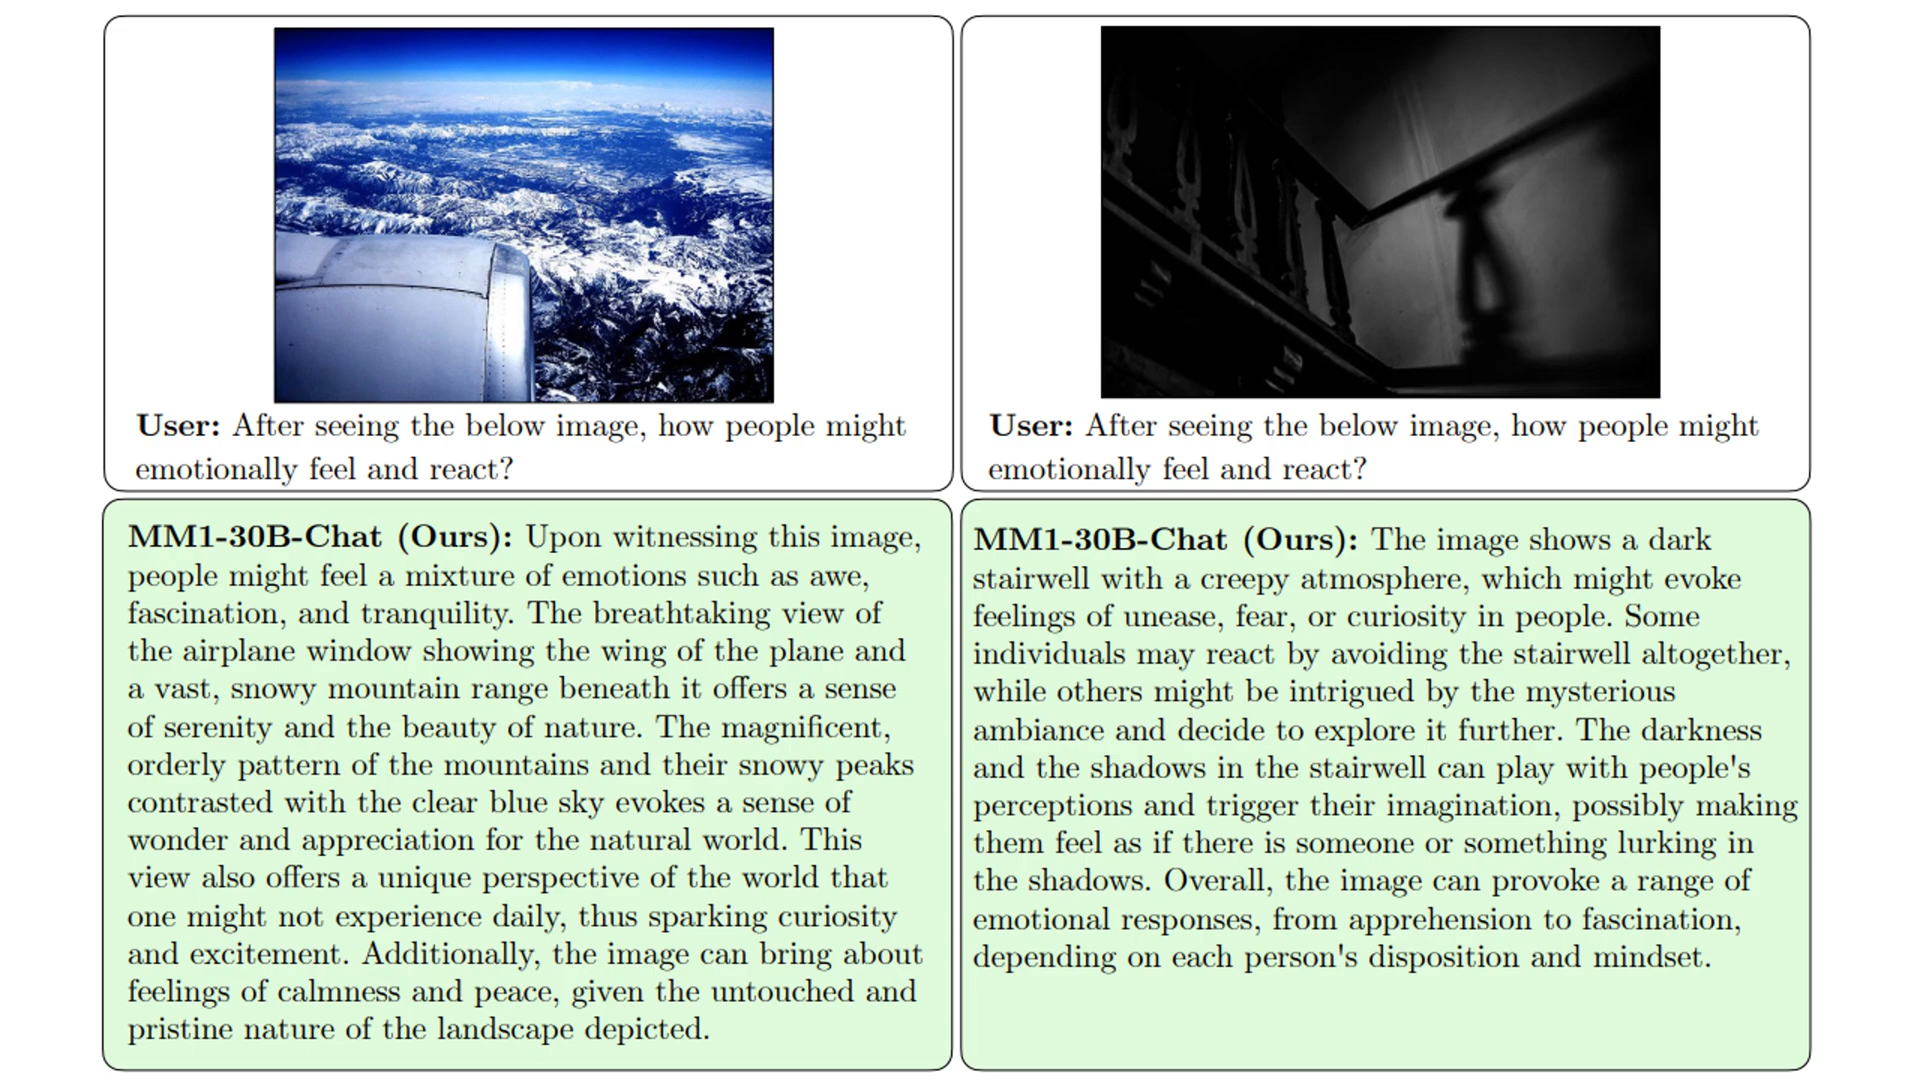 User: After seeing the below image, how people might
emotionally feel and react?
MM1-30B-Chat (Ours): Upon witnessing this image,
people might feel a mixture of emotions such as awe,
fascination, and tranquility. The breathtaking view of
the airplane window showing the wing of the plane and
a vast, snowy mountain range beneath it offers a sense
of serenity and the beauty of nature. The magnificent,
orderly pattern of the mountains and their snowy peaks
contrasted with the clear blue sky evokes a sense of
wonder and appreciation for the natural world. This
view also offers a unique perspective of the world that
one might not experience daily, thus sparking curiosity
and excitement. Additionally, the image can bring about
feelings of calmness and peace, given the untouched and
pristine nature of the landscape depicted.
User: After seeing the below image, how people might
emotionally feel and react?
MM1-30B-Chat (Ours): The image shows a dark
stairwell with a creepy atmosphere, which might evoke
feelings of unease, fear, or curiosity in people. Some
individuals may react by avoiding the stairwell altogether,
while others might be intrigued by the mysterious
ambiance and decide to explore it further. The darkness
and the shadows in the stairwell can play with people's
perceptions and trigger their imagination, possibly making
them feel as if there is someone or something lurking in
the shadows. Overall, the image can provoke a range of
emotional responses, from apprehension to fascination,
depending on each person's disposition and mindset.